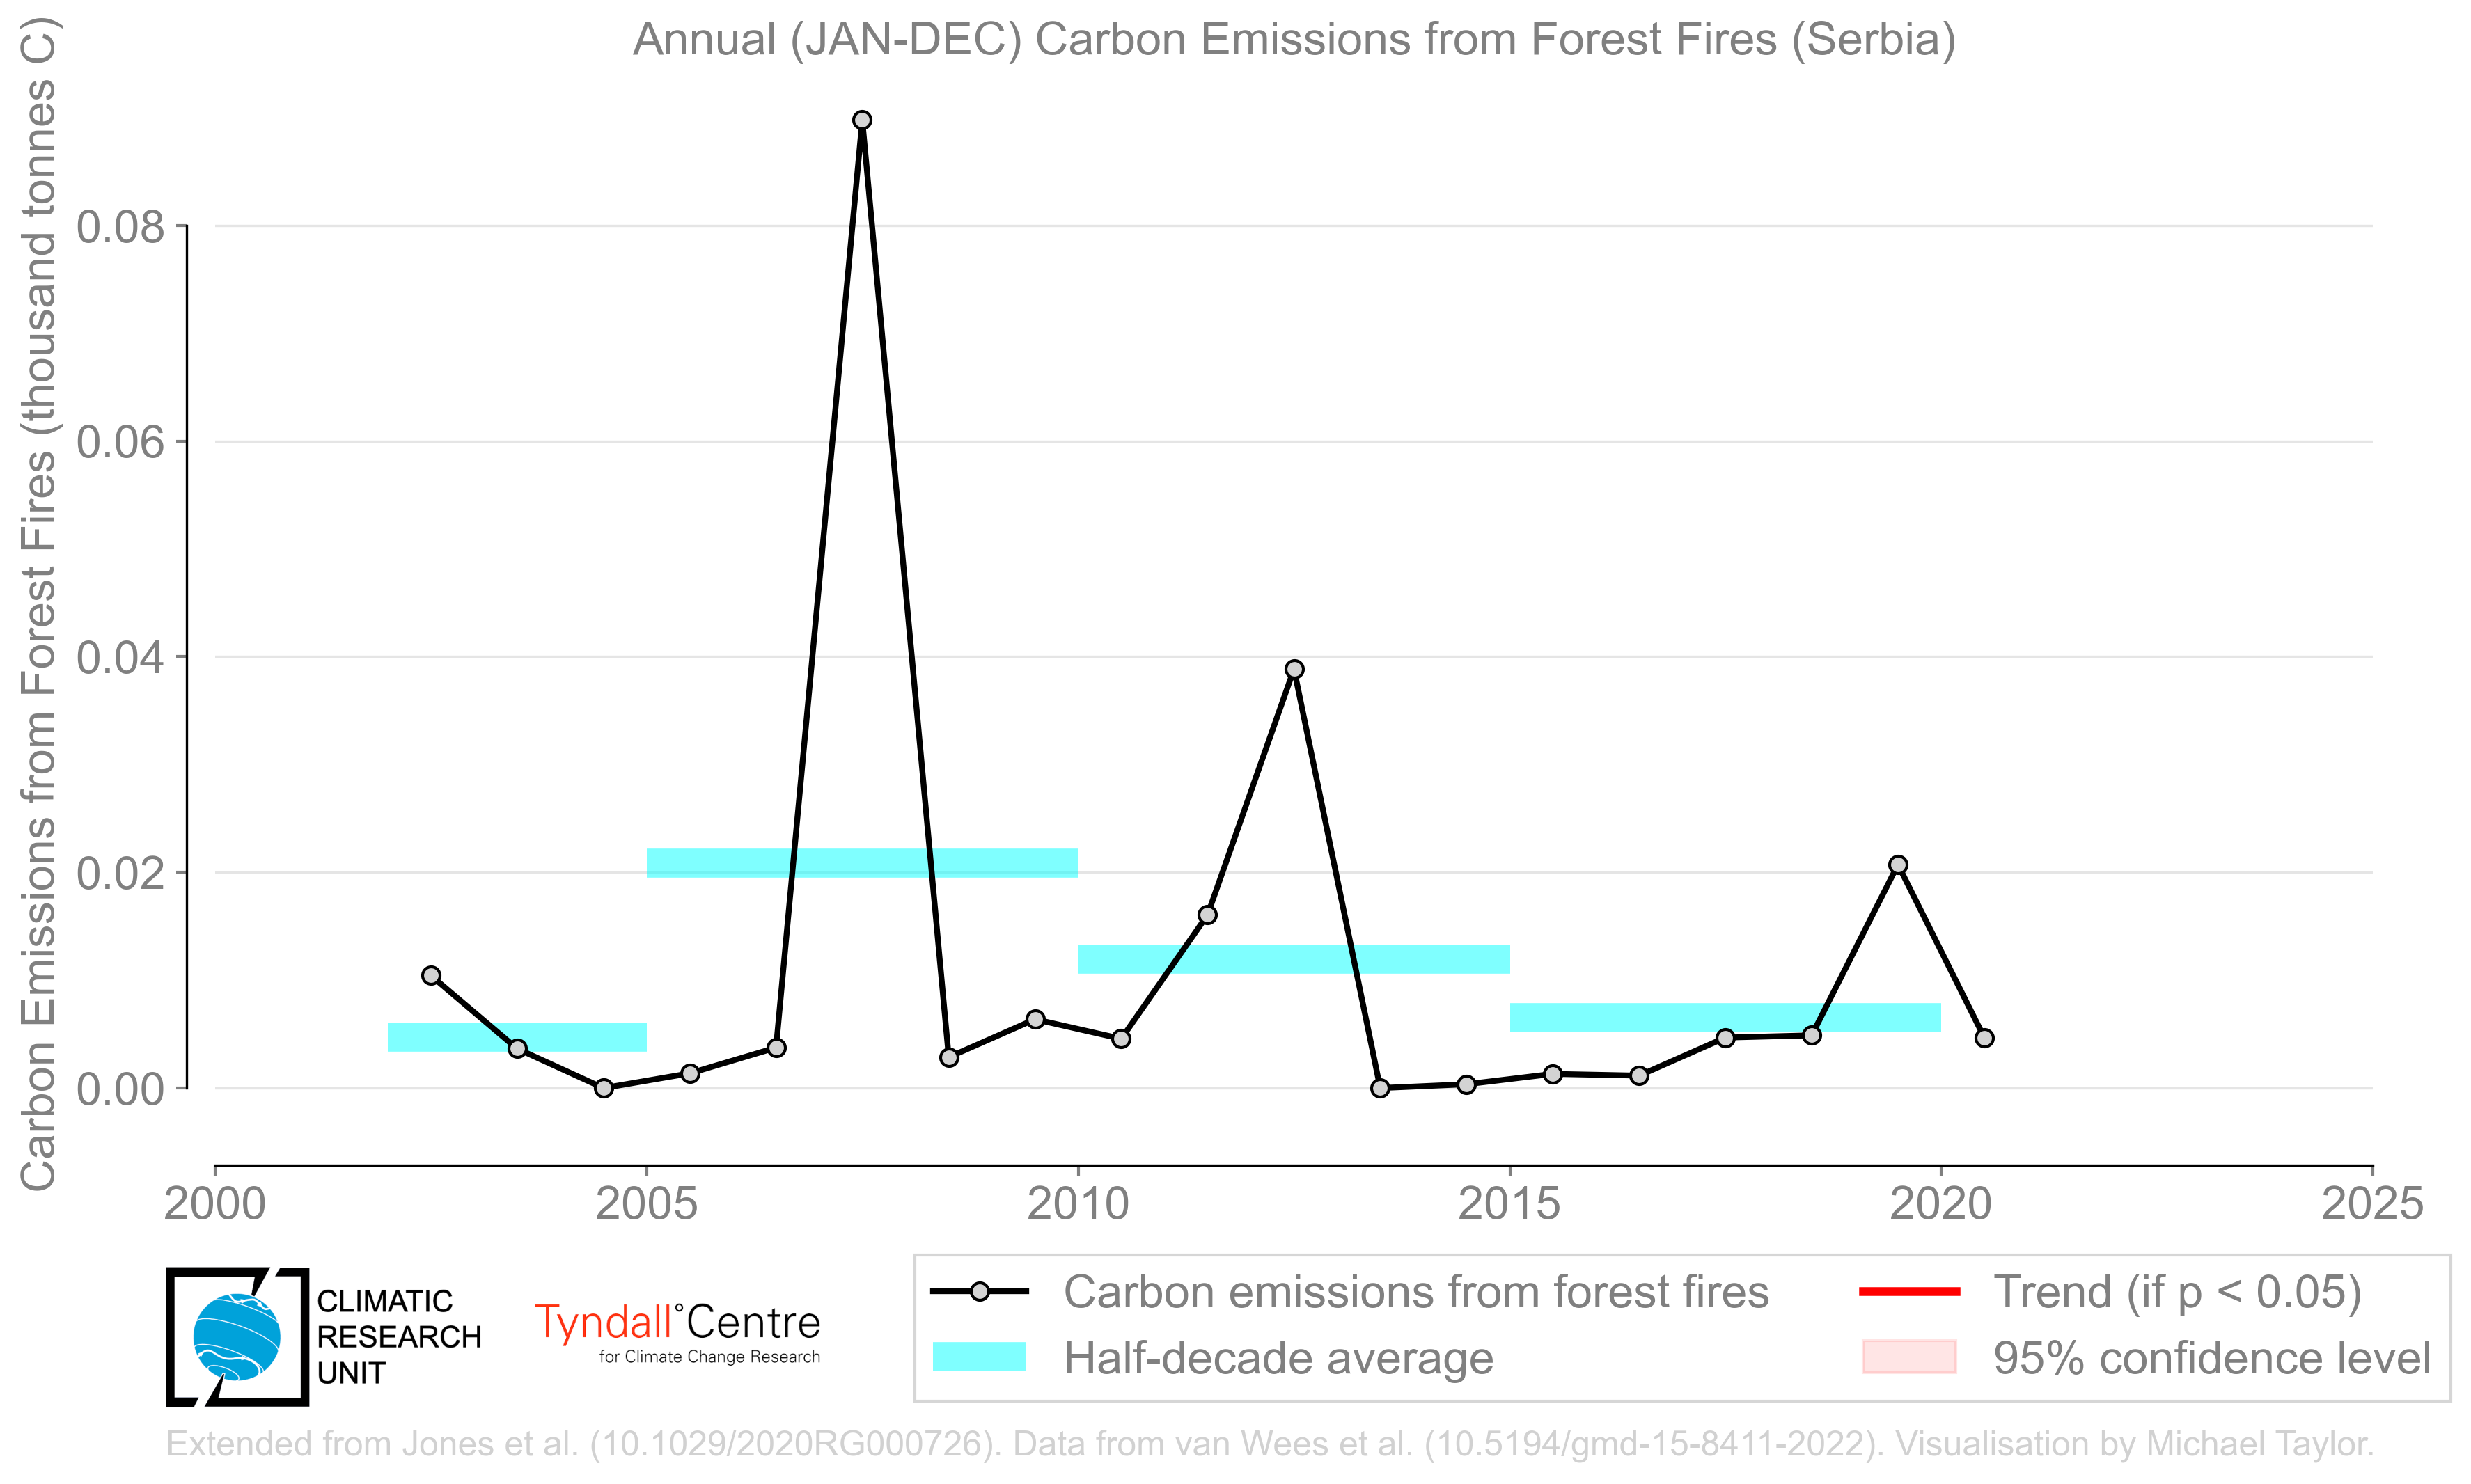 Annual (JAN-DEC) Carbon Emissions from Forest Fires (Serbia)
Carbon Emissions from Forest Fires (thousand tonnes C)
0.08
0.06
0.04
0.02
0.00
2000
2005
2010
2015
2020
2025
CLIMATIC
RESEARCH
UNIT
Tyndall°Centre
for Climate Change Research
Carbon emissions from forest fires
Half-decade average
Trend (if p < 0.05)
95% confidence level
Extended from Jones et al. (10.1029/2020RG000726). Data from van Wees et al. (10.5194/gmd-15-8411-2022). Visualisation by Michael Taylor.